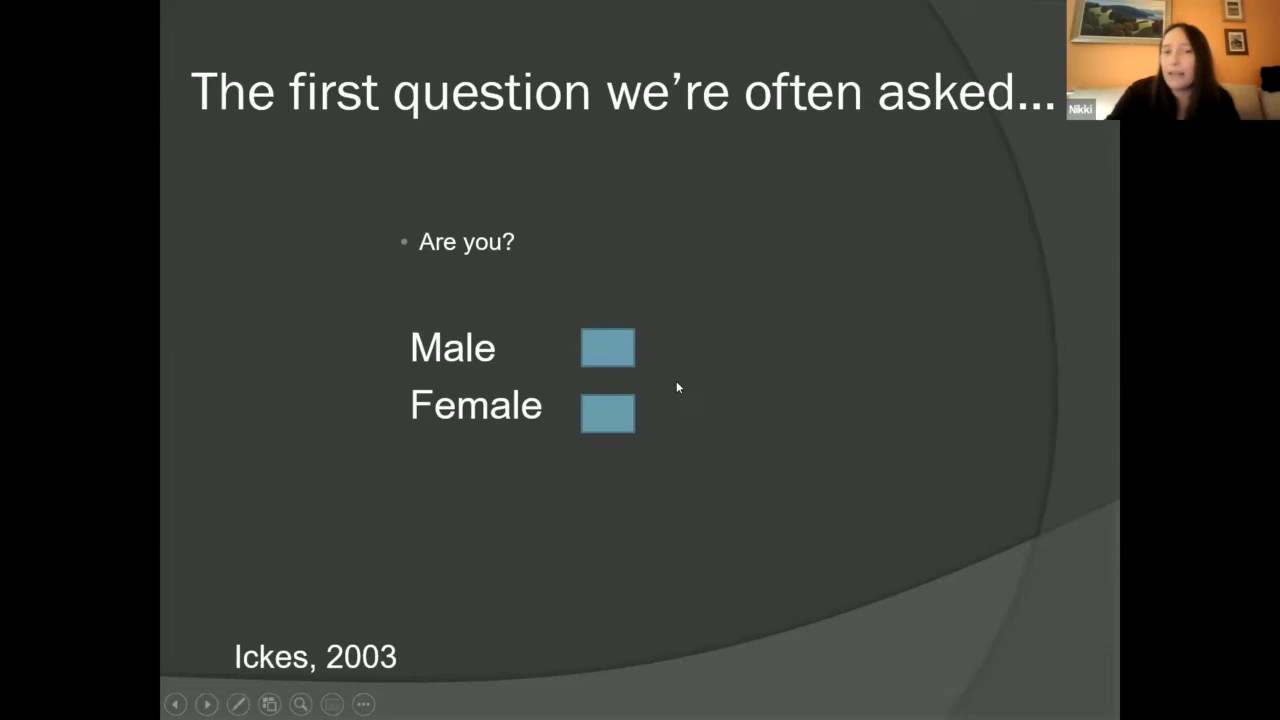 The first question we're often asked...
Nikki
• Are you?
Male
Female
Ickes, 2003